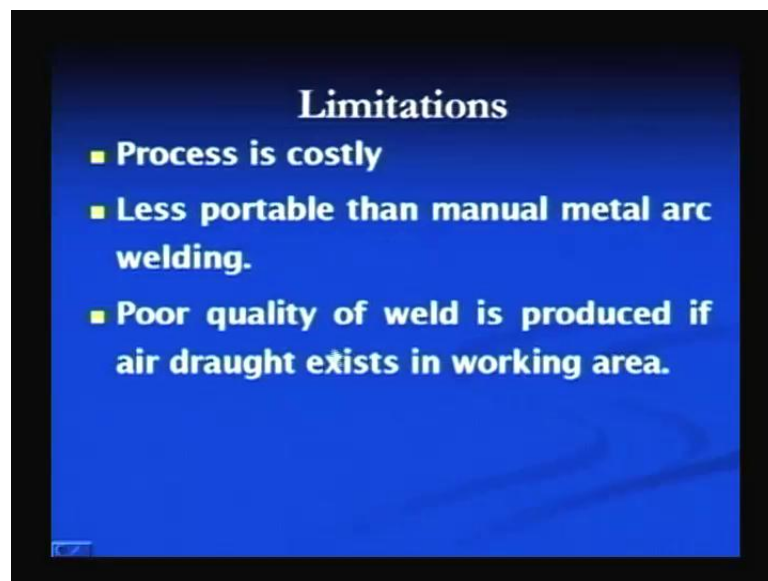 Limitations
Process is costly
Less portable than manual metal arc
welding.
Poor quality of weld is produced if
air draught exists in working area.